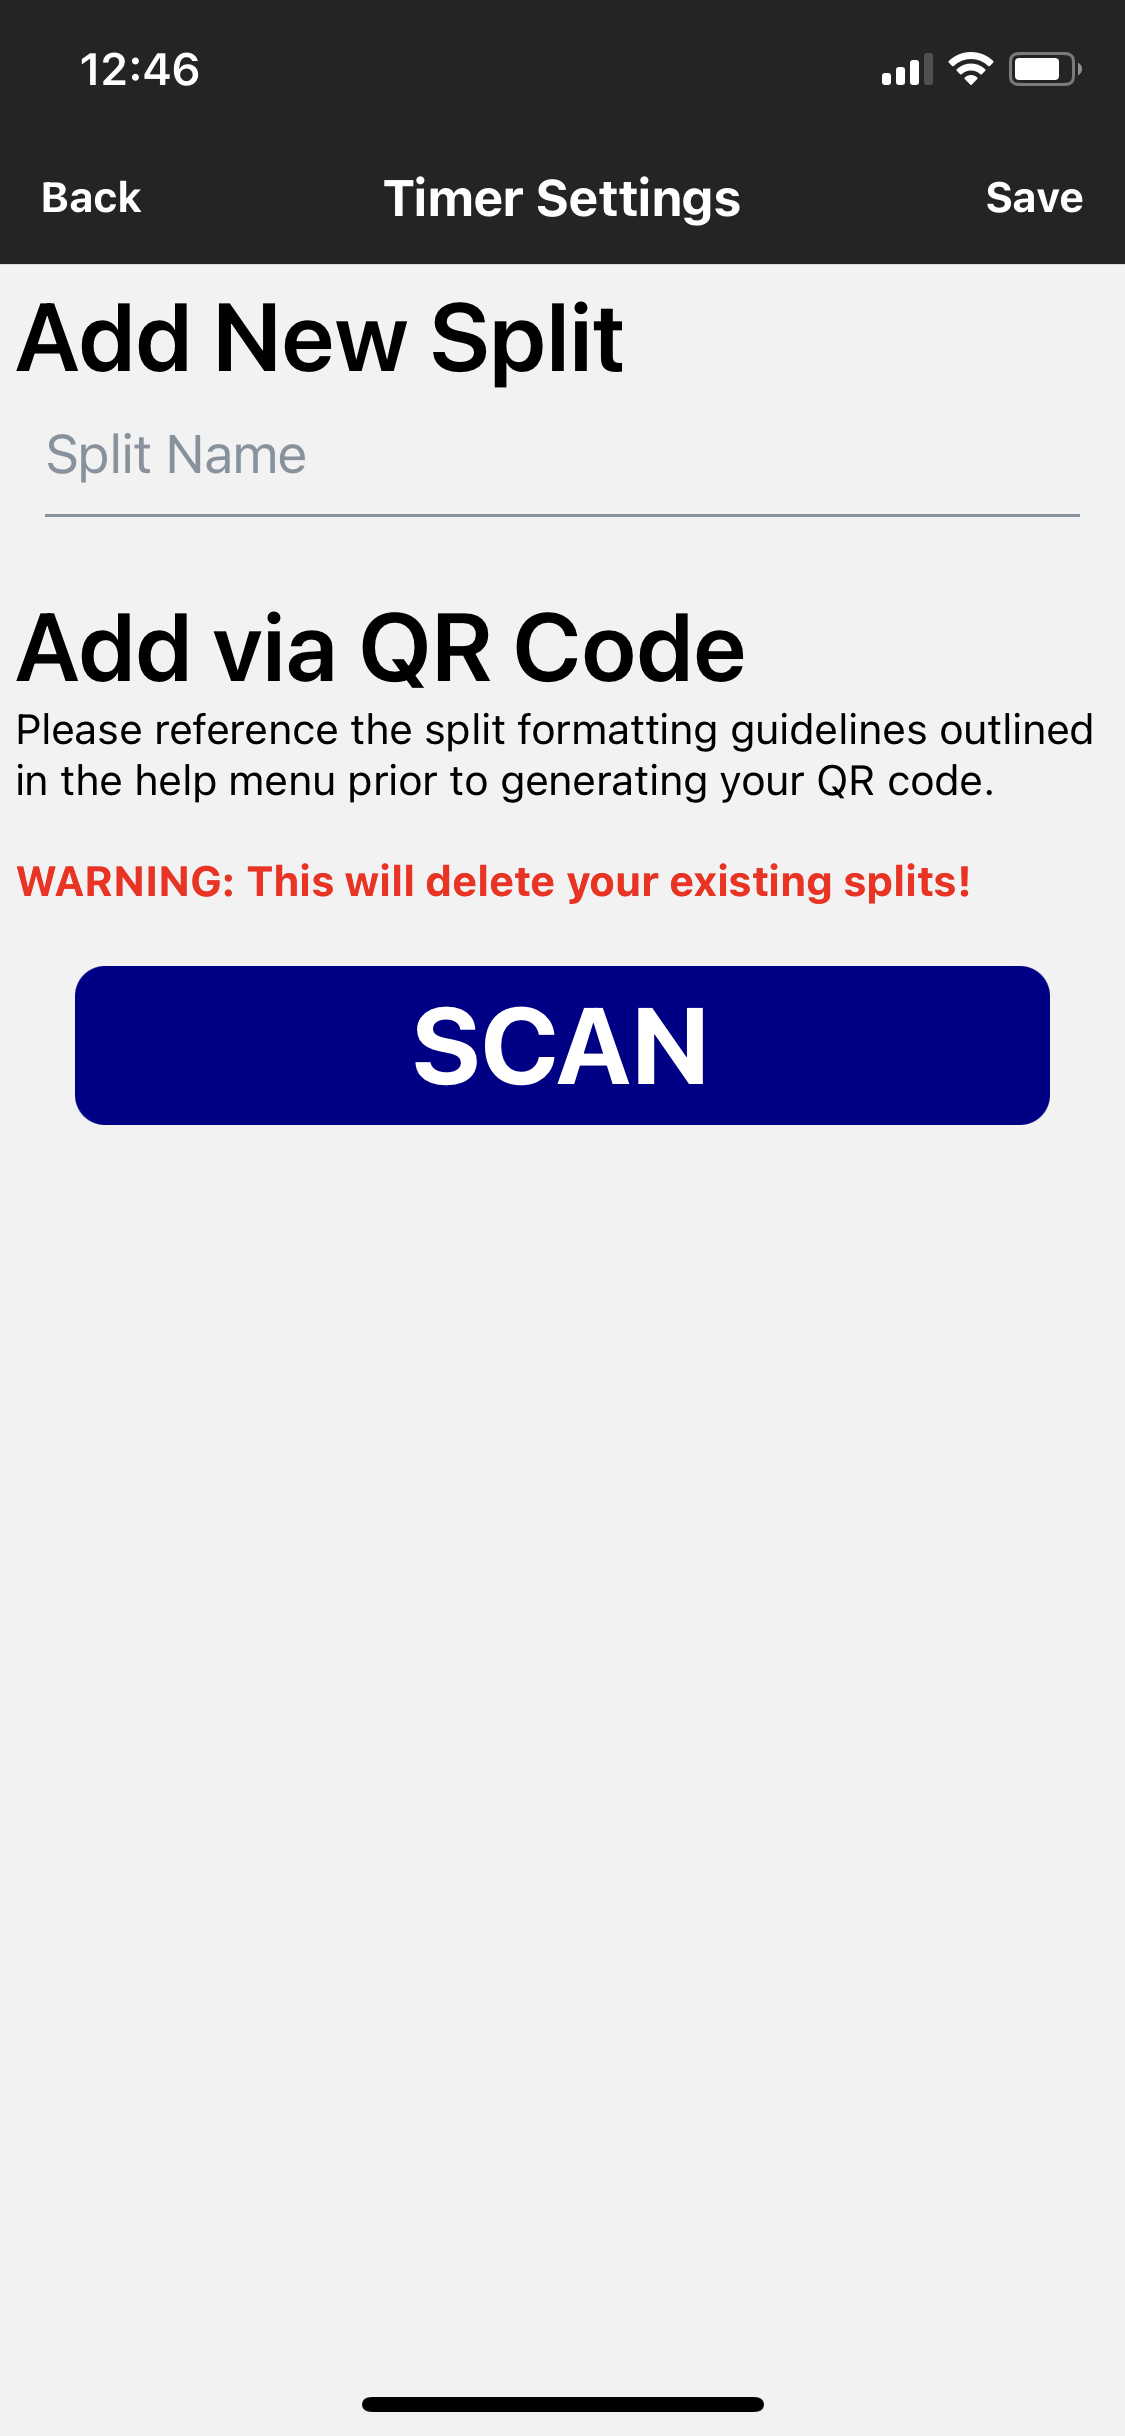 12:46
Back
Timer Settings
Save
Add New Split
Split Name
Add via QR Code
Please reference the split formatting guidelines outlined
in the help menu prior to generating your QR code.
WARNING: This will delete your existing splits!
SCAN